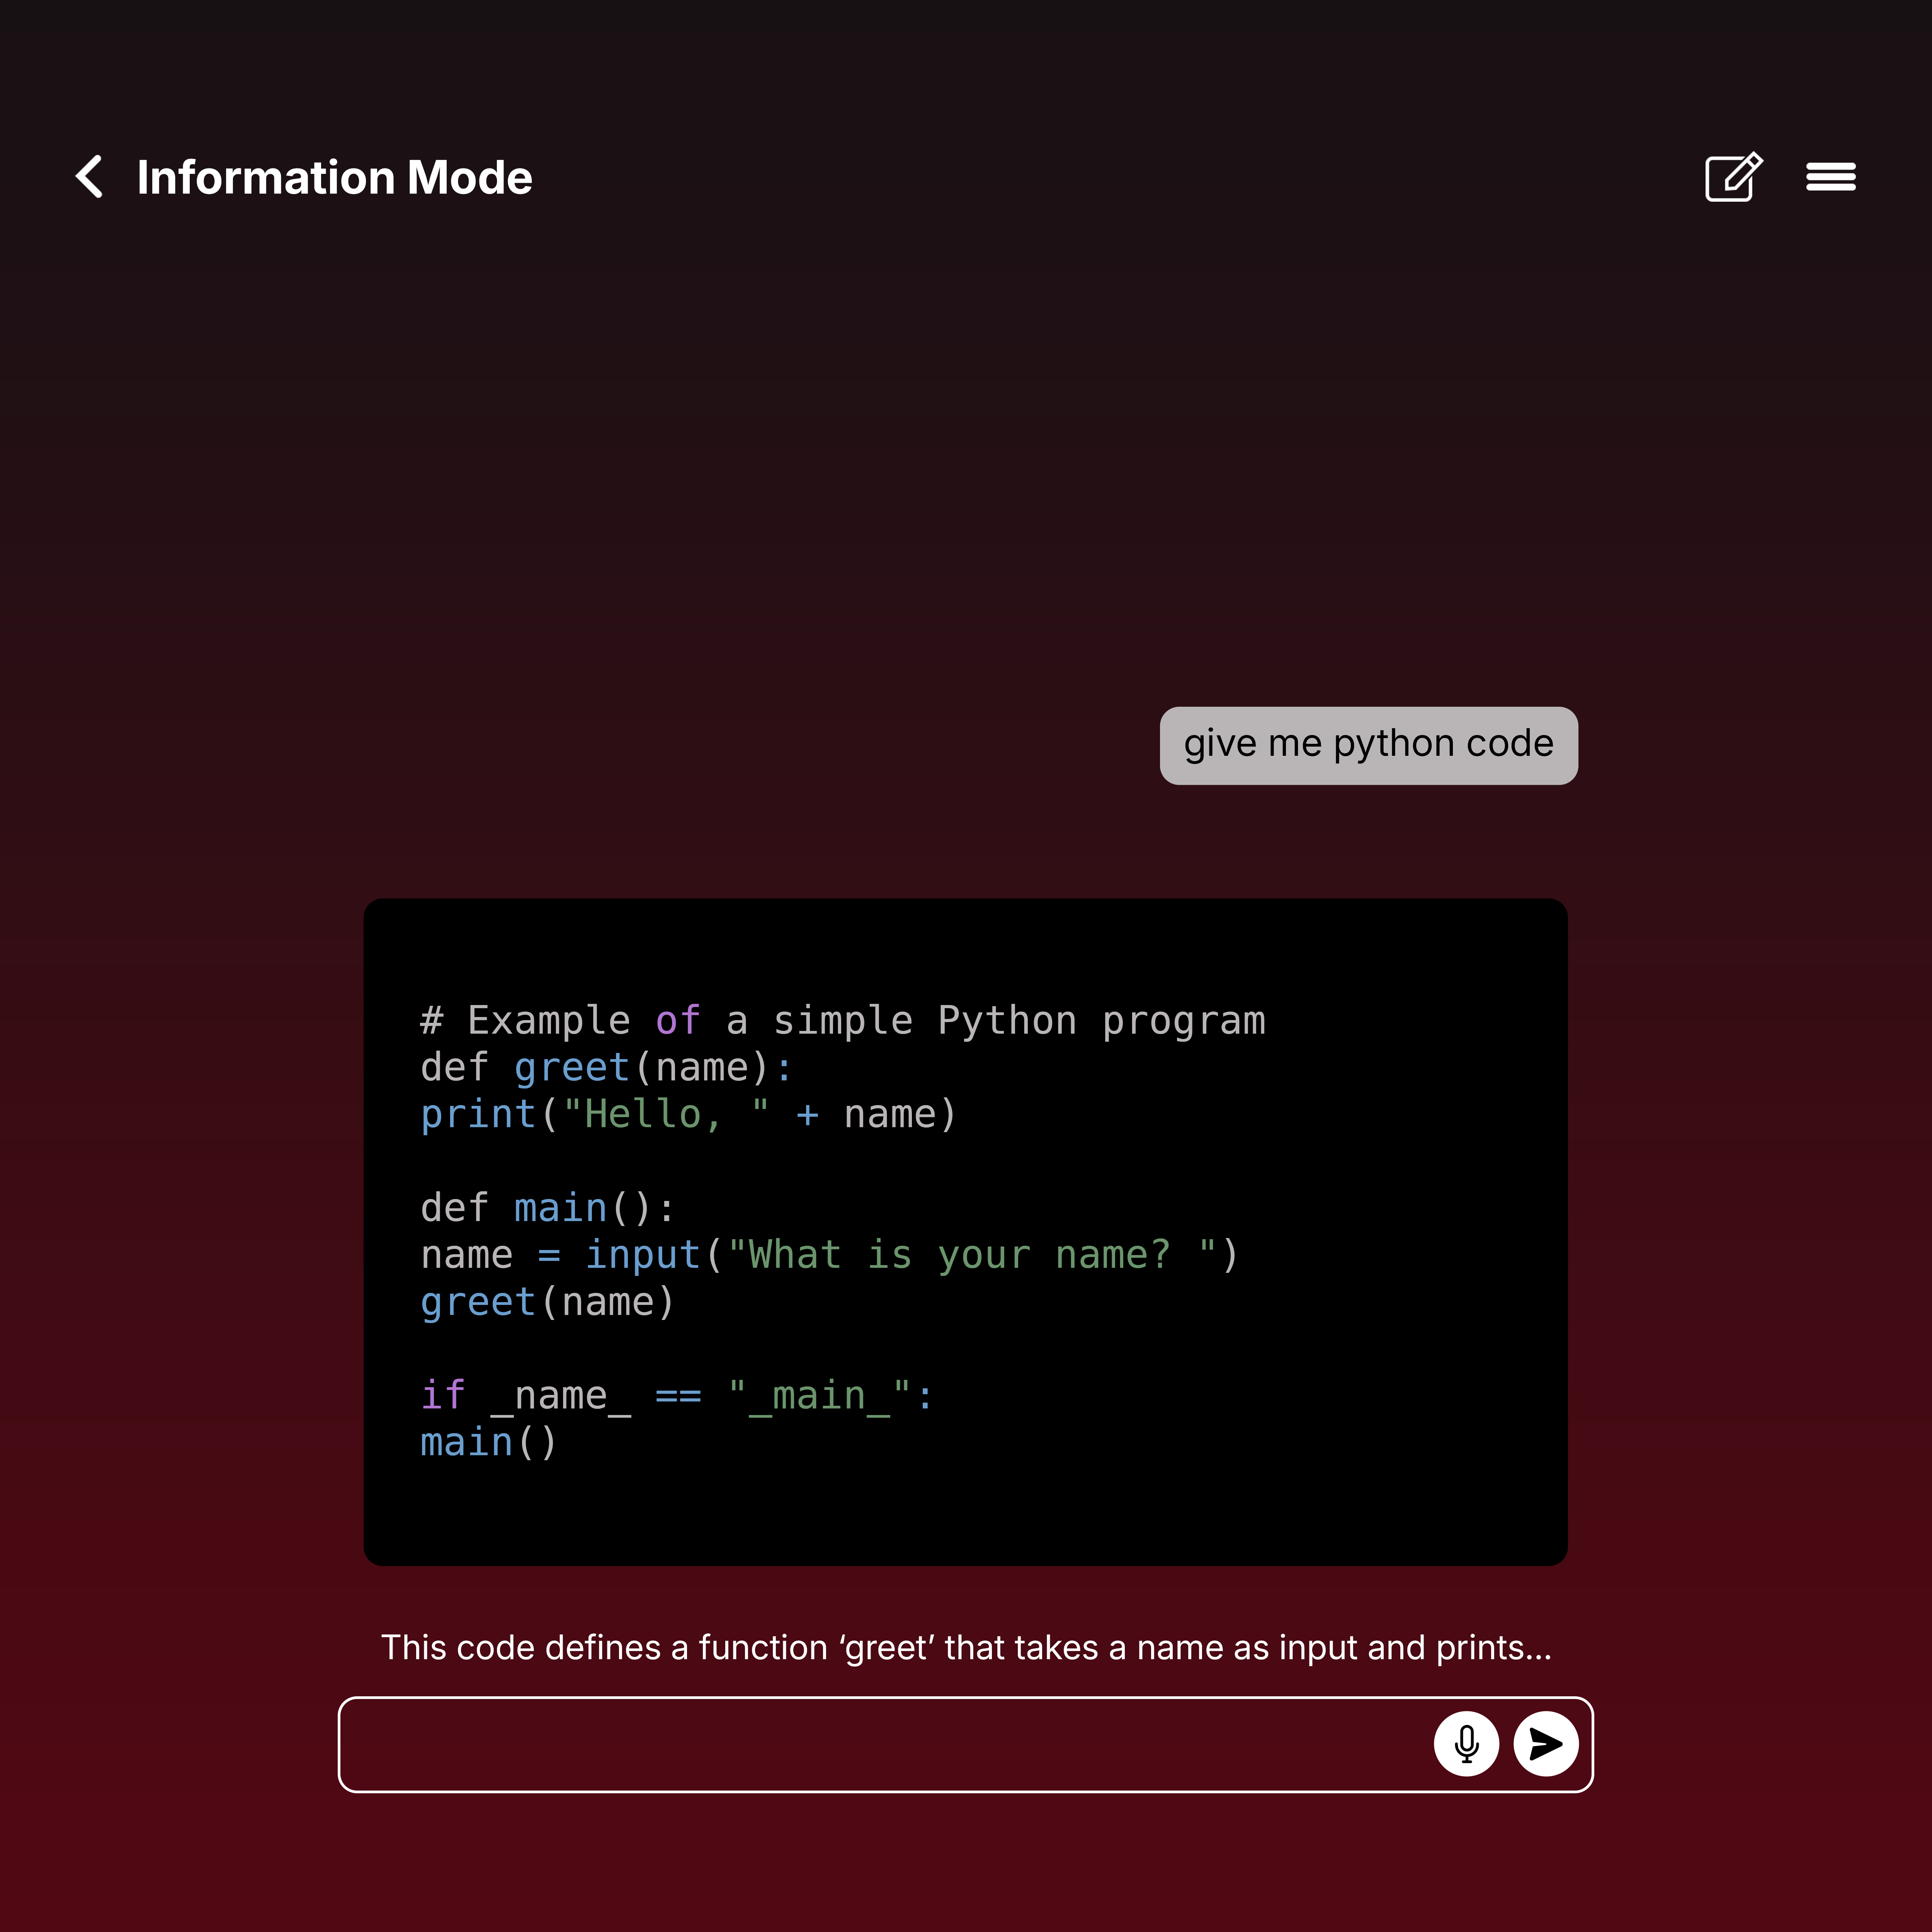 Information Mode
give me python code
# Example of a simple Python program
def greet(name):
print("Hello, " + name)
def main():
name = input("What is your name? ")
greet(name)
if _name_ == "_main_":
main()
This code defines a function ‘greet’ that takes a name as input and prints...